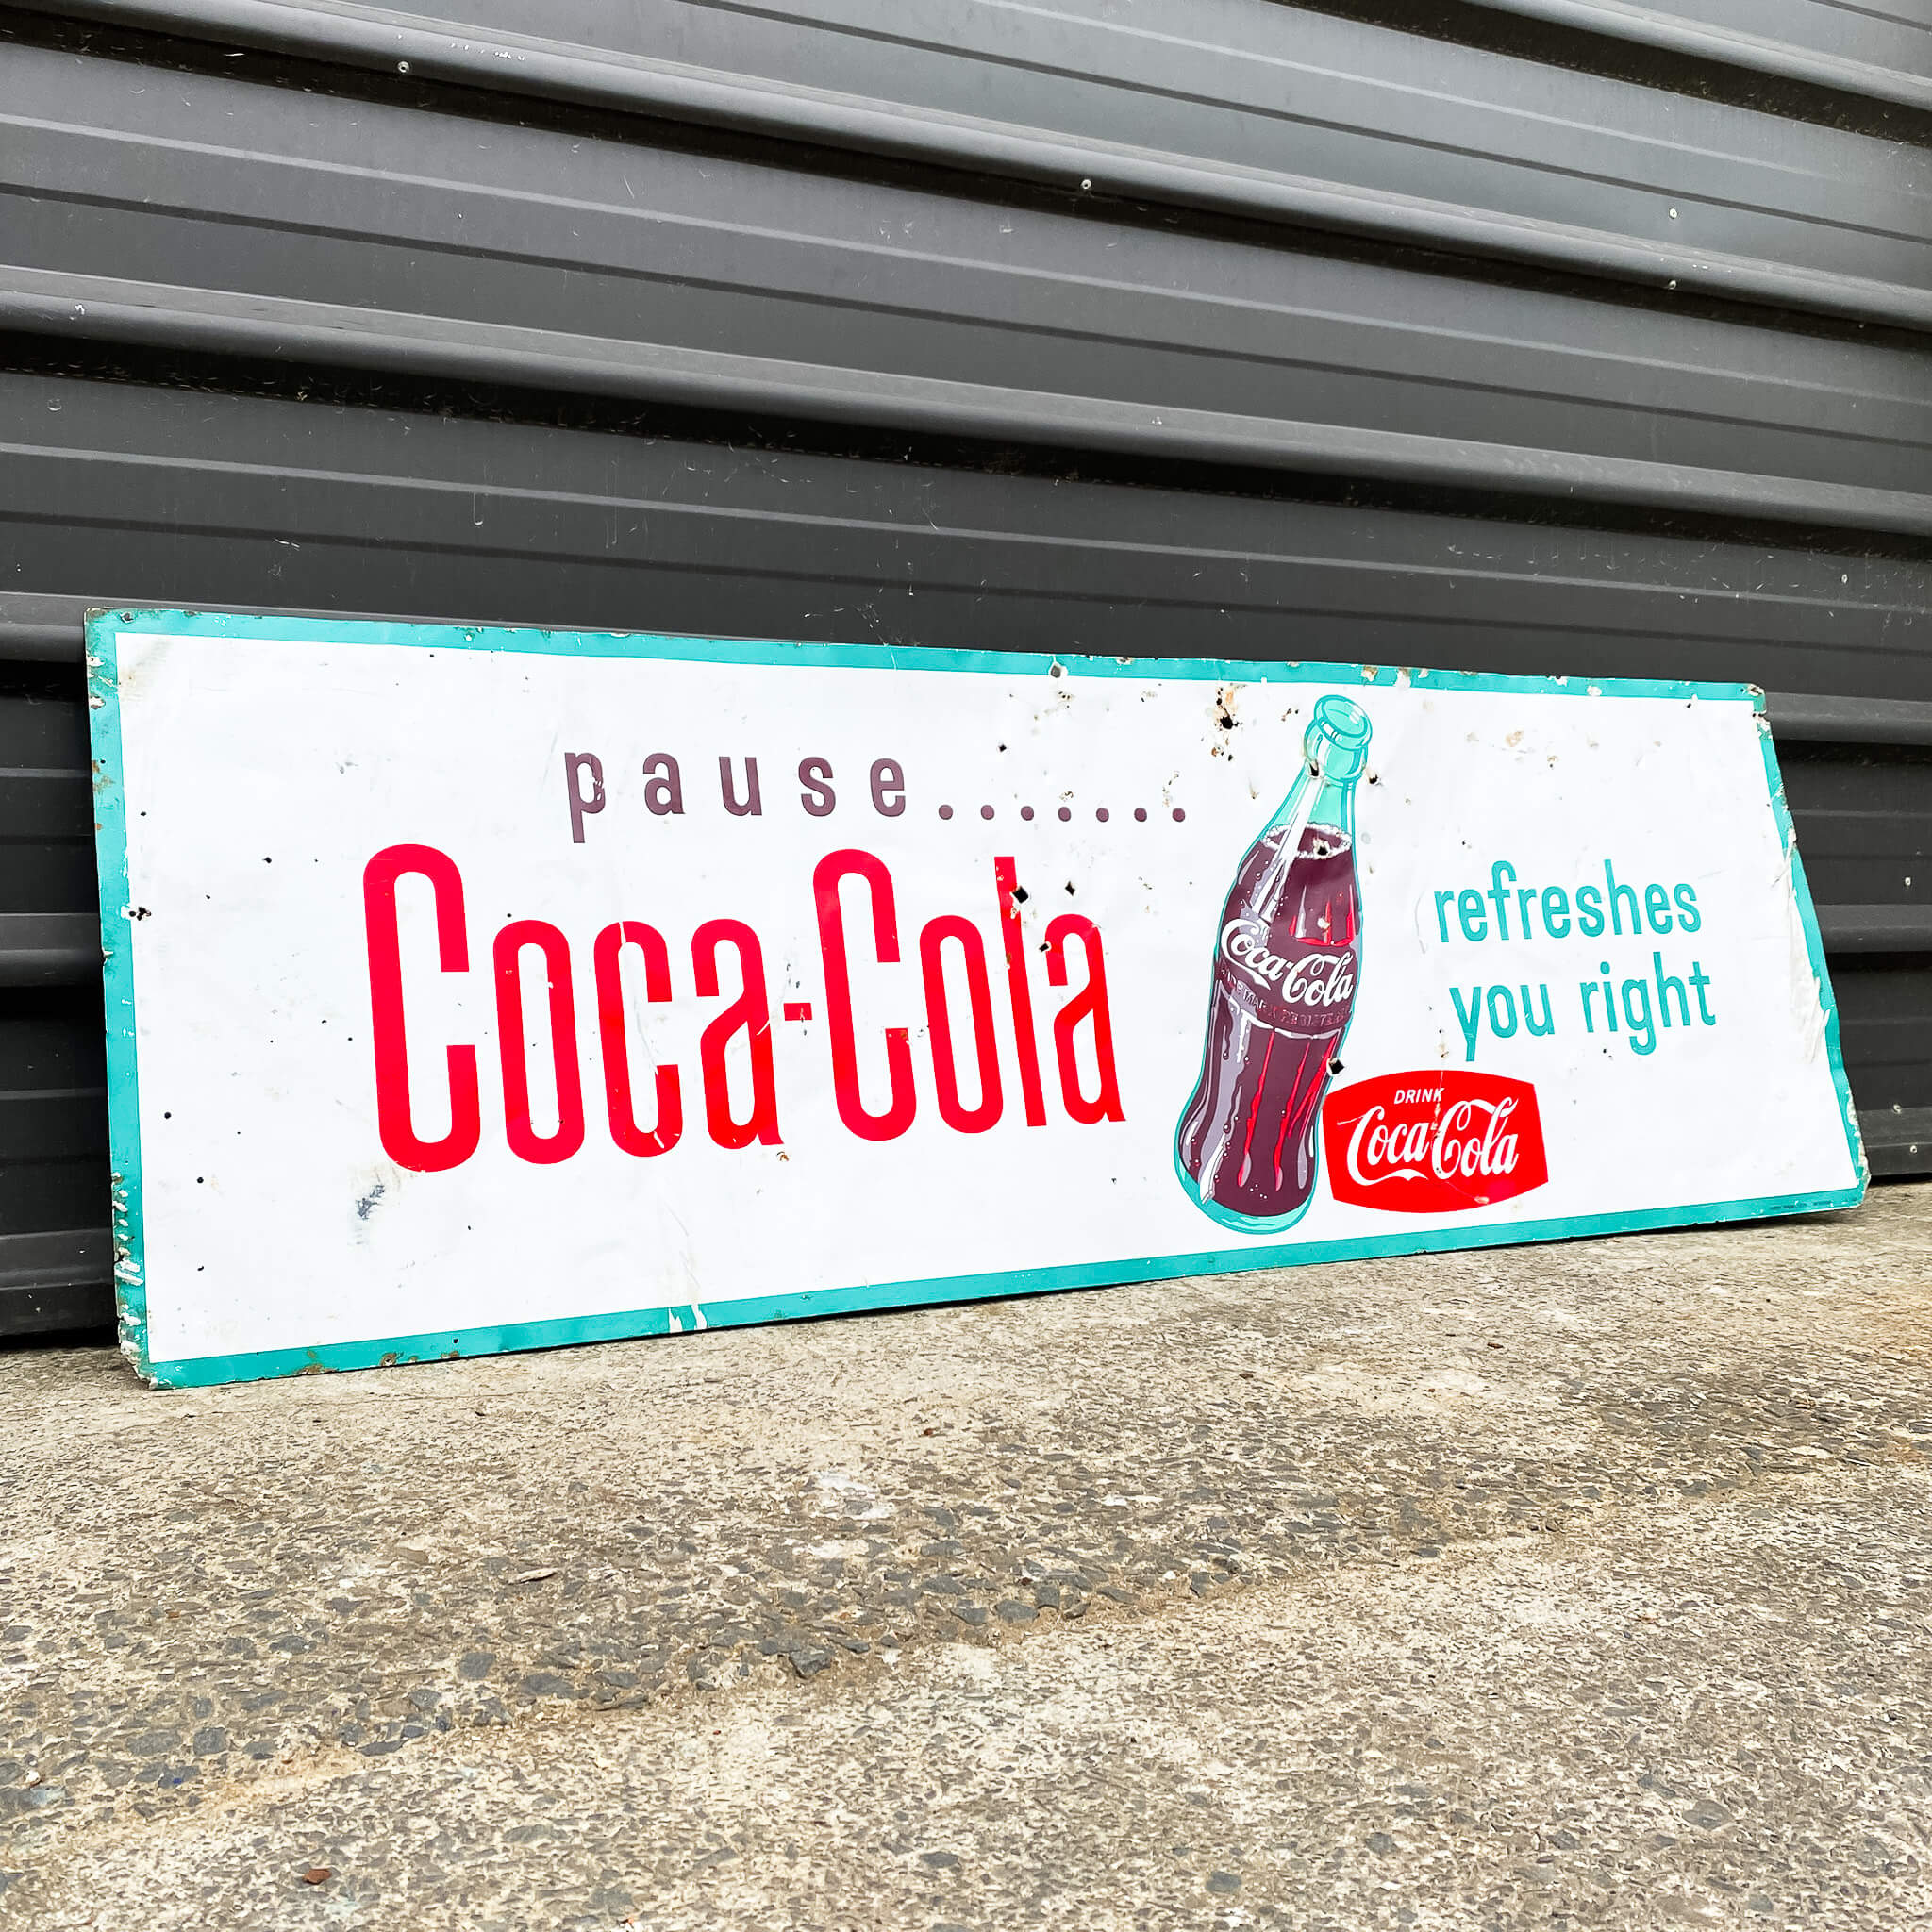 pause.......
Coca-Cola
Coca-Cola
refreshes
you right
DRINK
Coca-Cola